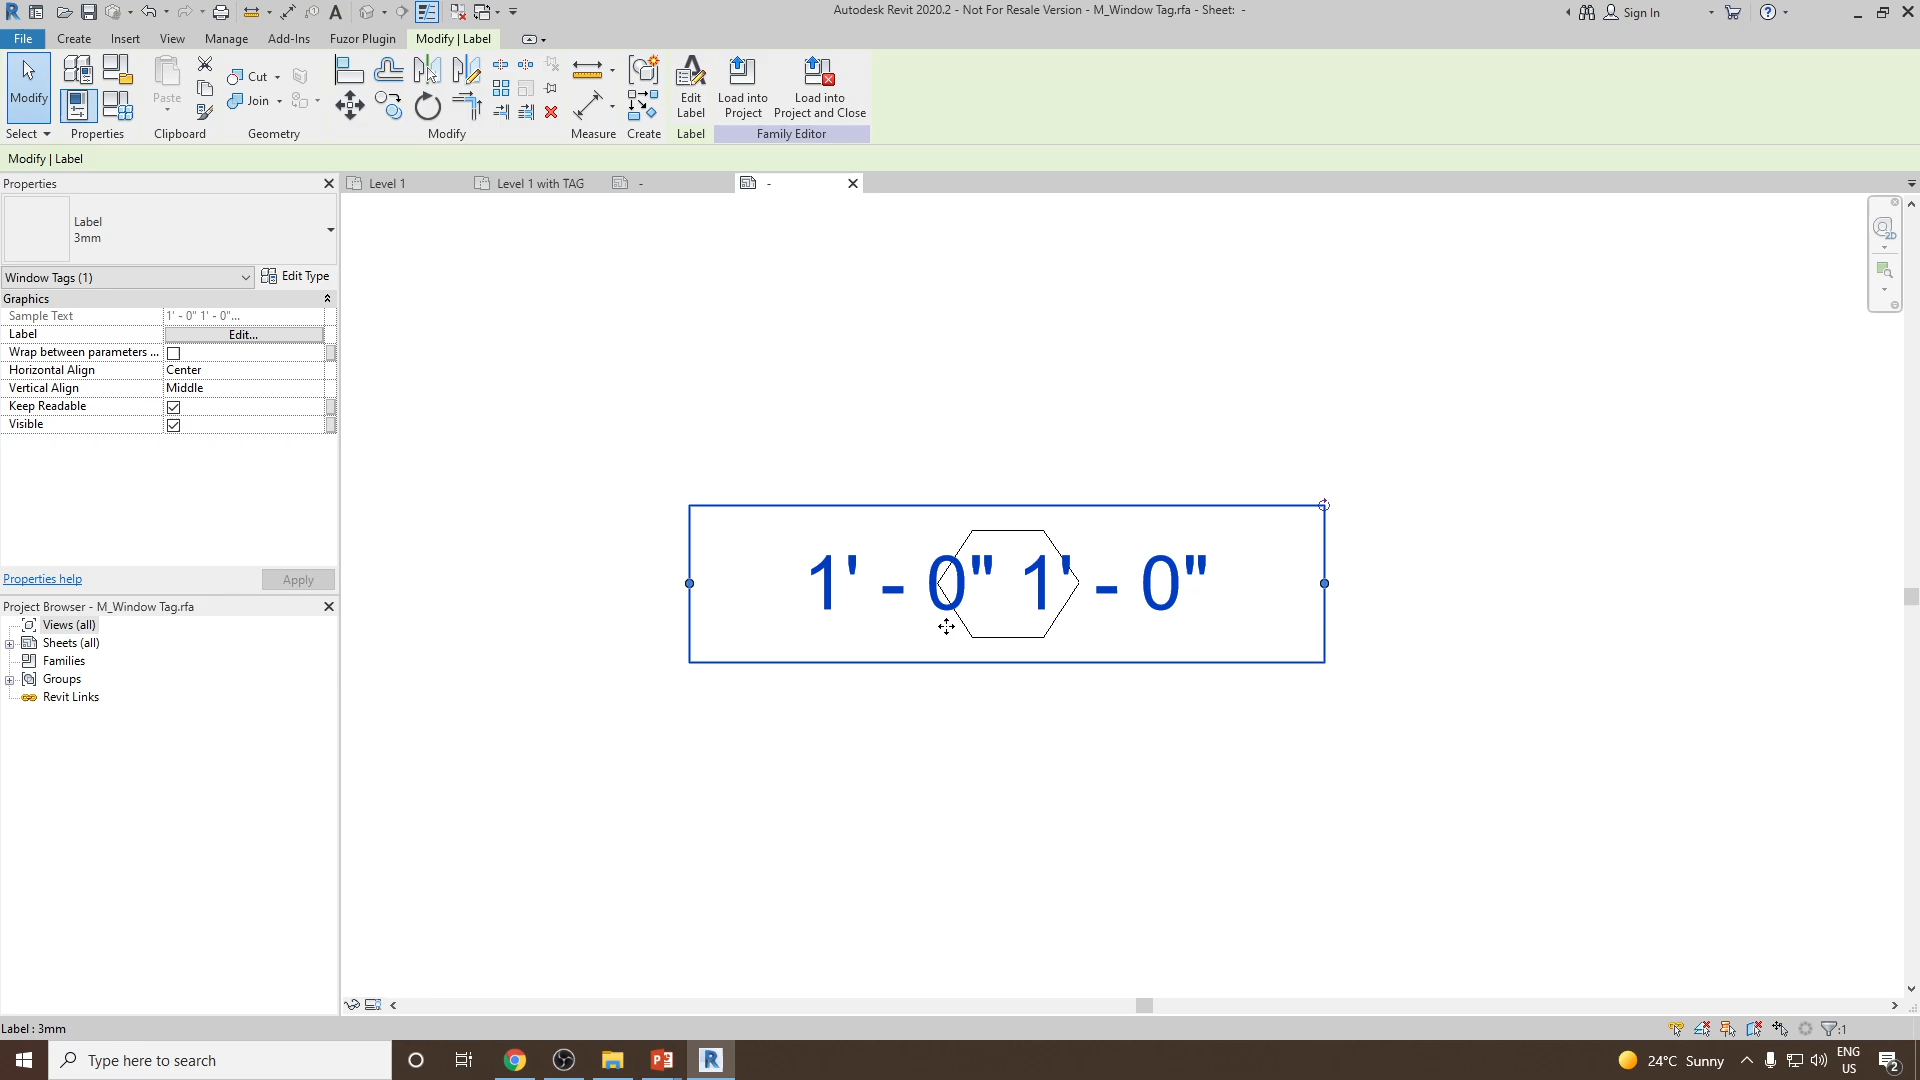 Autodesk Revit 2020.2 - Not For Resale Version - M_Window Tag.rfa - Sheet: -
Sign In
File Create Insert View Manage Add-Ins Fuzor Plugin Modify | Label
Modify
Paste
Cut
Join
Edit
Label
Load into
Project
Load into
Project and Close
Select Properties Clipboard Geometry Modify Measure Create Label Family Editor
Modify | Label
Properties
Level 1
Level 1 with TAG
-
-
Label
3mm
Window Tags (1)
Edit Type
Graphics
Sample Text 1' - 0" 1' - 0"...
Label Edit...
Wrap between parameters ...
Horizontal Align Center
Vertical Align Middle
Keep Readable
Visible
1' - 0" 1' - 0"
Properties help
Apply
Project Browser - M_Window Tag.rfa
Views (all)
Sheets (all)
Families
Groups
Revit Links
Label : 3mm
:1
Type here to search
24°C Sunny
ENG
US
2